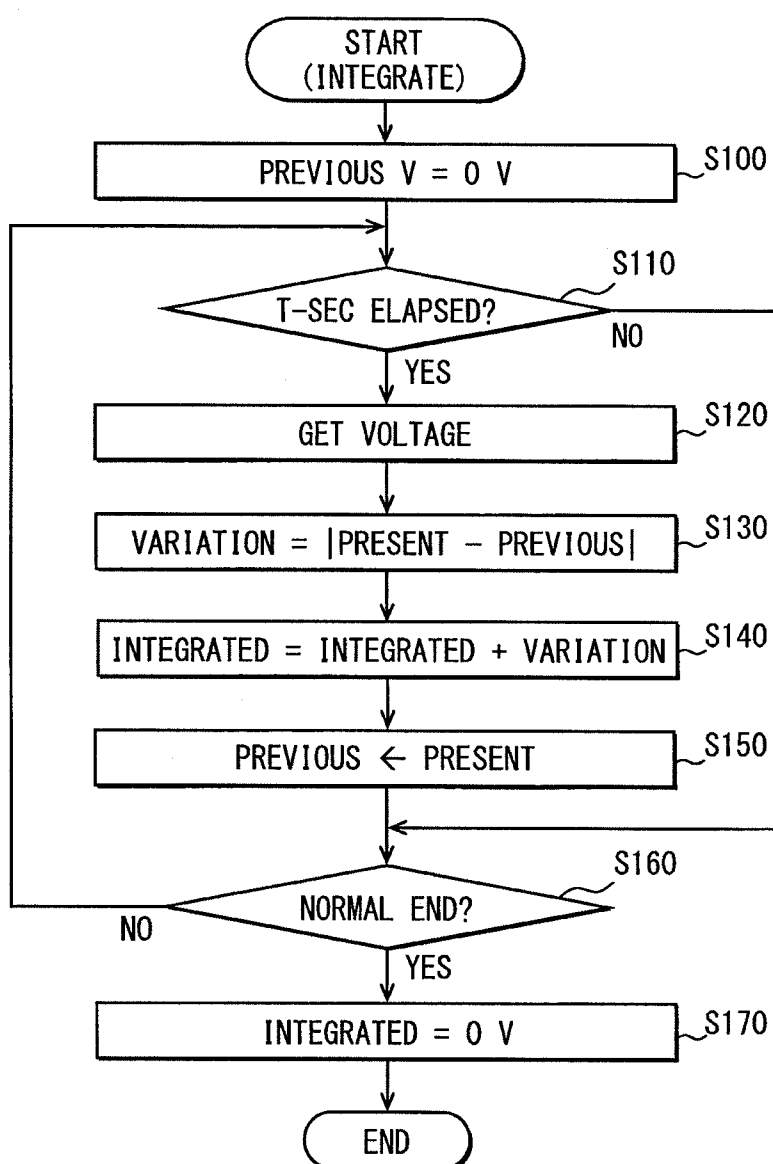 START
(INTEGRATE)
PREVIOUS V = 0 V
S100
T-SEC ELAPSED?
S110
NO
YES
GET VOLTAGE
S120
VARIATION = |PRESENT - PREVIOUS|
S130
INTEGRATED = INTEGRATED + VARIATION
S140
PREVIOUS ← PRESENT
S150
NORMAL END?
S160
NO
YES
INTEGRATED = 0 V
S170
END